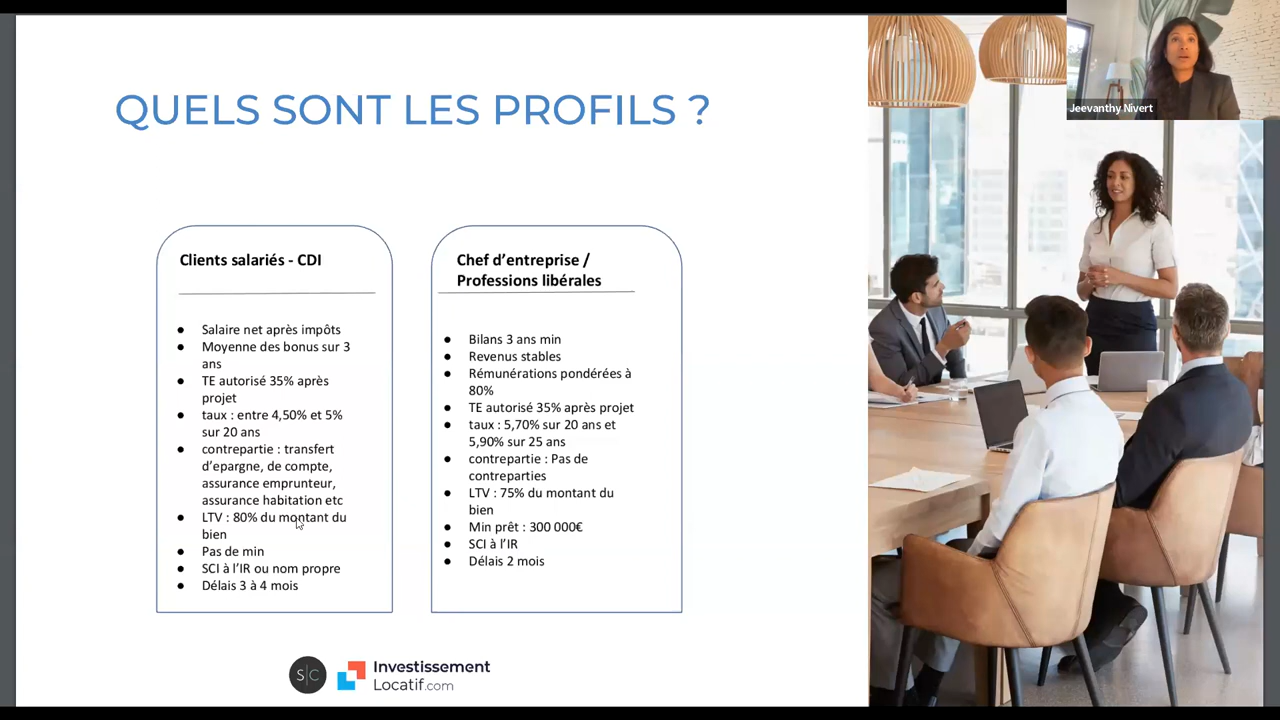 QUELS SONT LES PROFILS ?
Jeevanthy Nivert
Clients salariés - CDI
● Salaire net après impôts
● Moyenne des bonus sur 3
ans
● TE autorisé 35% après
projet
● taux : entre 4,50% et 5%
sur 20 ans
● contrepartie : transfert
d’epargne, de compte,
assurance emprunteur,
assurance habitation etc
● LTV : 80% du montant du
bien
● Pas de min
● SCI à l’IR ou nom propre
● Délais 3 à 4 mois
Chef d’entreprise /
Professions libérales
● Bilans 3 ans min
● Revenus stables
● Rémunérations pondérées à
80%
● TE autorisé 35% après projet
● taux : 5,70% sur 20 ans et
5,90% sur 25 ans
● contrepartie : Pas de
contreparties
● LTV : 75% du montant du
bien
● Min prêt : 300 000€
● SCI à l’IR
● Délais 2 mois
S|C
Investissement
Locatif.com